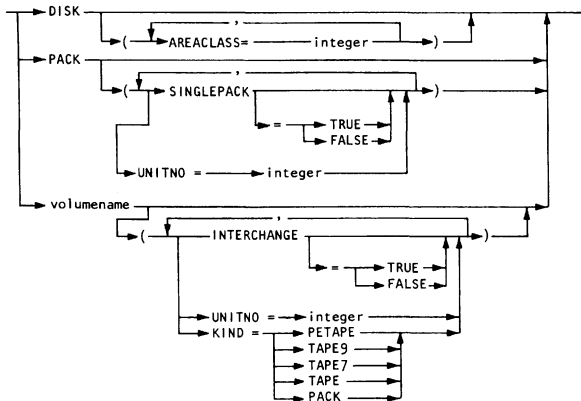 DISK
,
( AREACLASS= integer )
PACK
,
( SINGLEPACK )
= TRUE
FALSE
UNITNO = integer
volumename
,
( INTERCHANGE )
= TRUE
FALSE
UNITNO = integer
KIND = PETAPE
TAPE9
TAPE7
TAPE
PACK